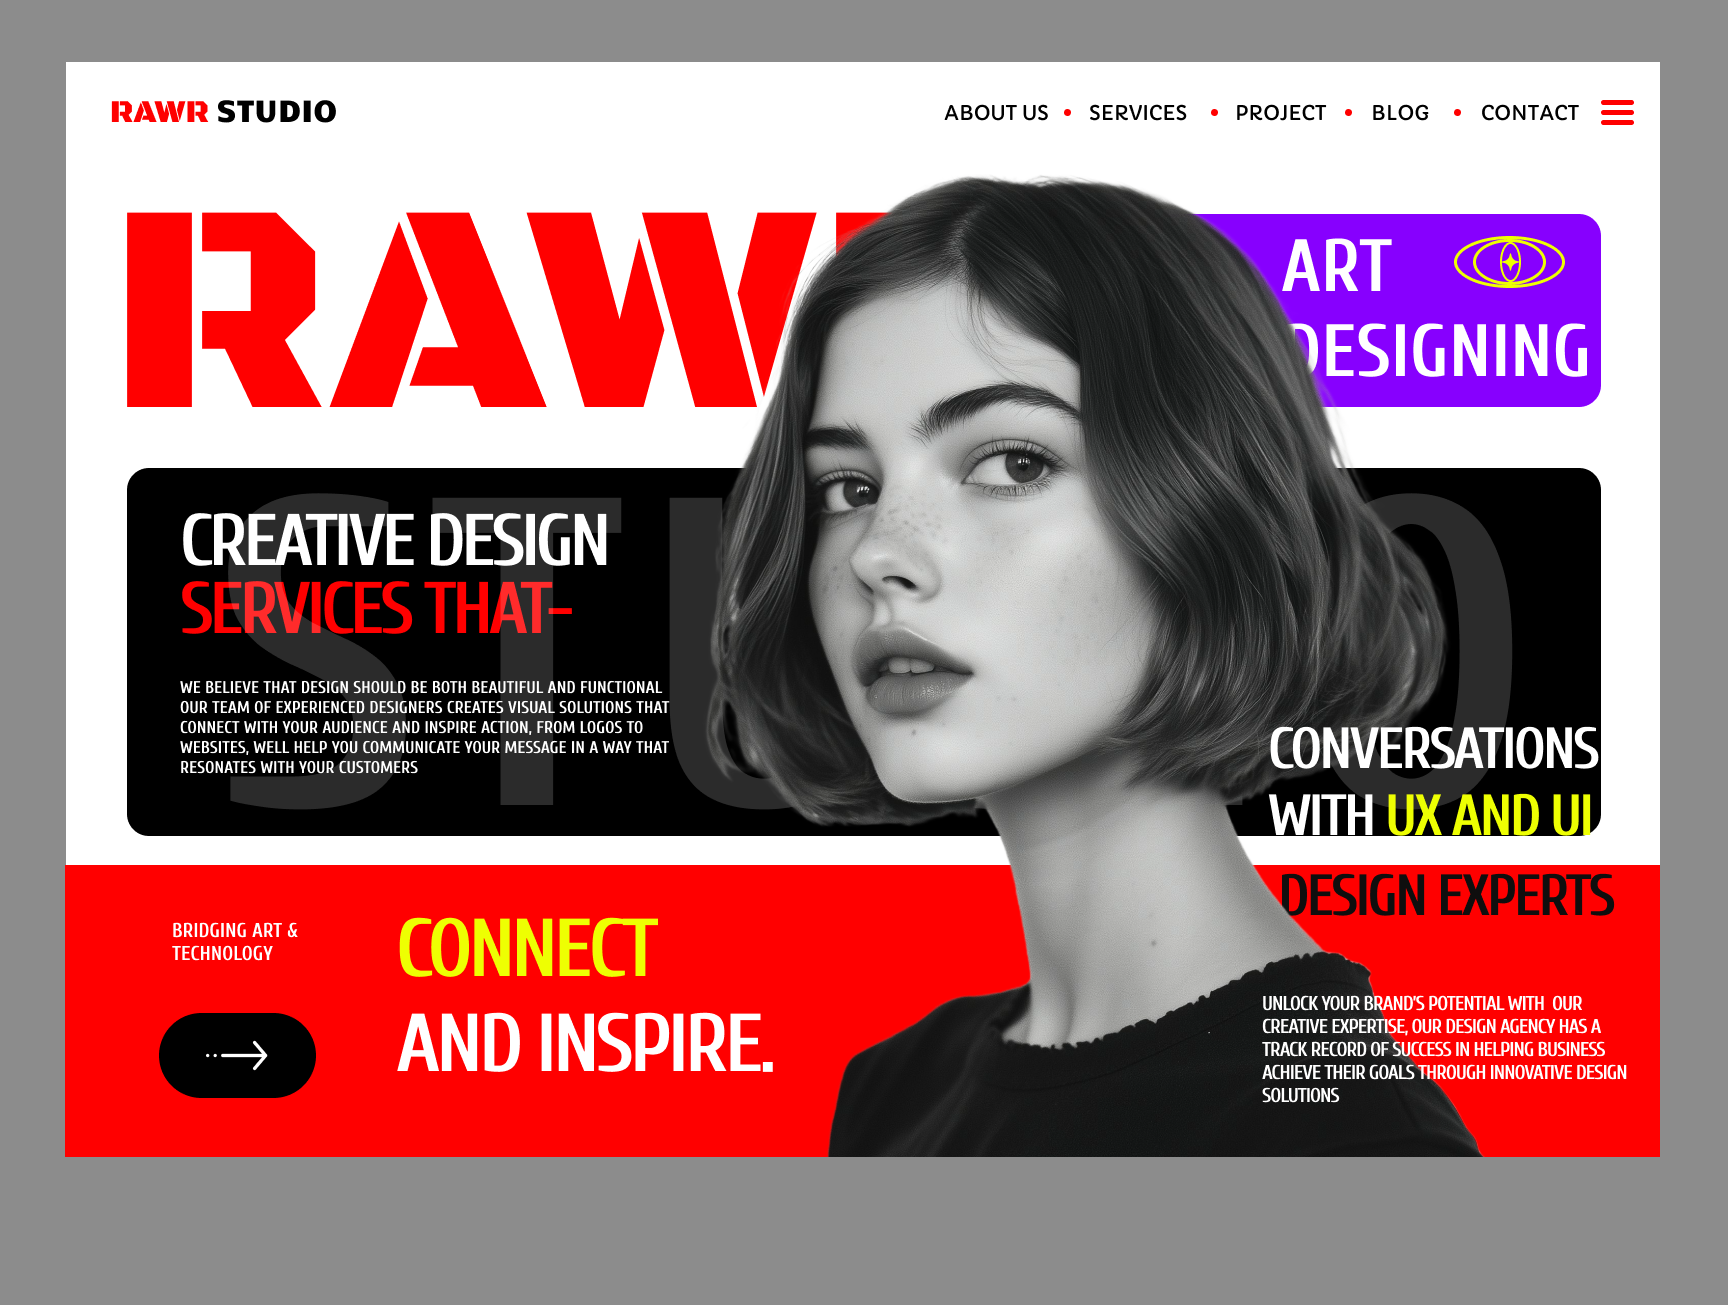 RAWR STUDIO
ABOUT US • SERVICES • PROJECT • BLOG • CONTACT
RAW
ART
DESIGNING
STU O
CREATIVE DESIGN
SERVICES THAT-
WE BELIEVE THAT DESIGN SHOULD BE BOTH BEAUTIFUL AND FUNCTIONAL
OUR TEAM OF EXPERIENCED DESIGNERS CREATES VISUAL SOLUTIONS THAT
CONNECT WITH YOUR AUDIENCE AND INSPIRE ACTION, FROM LOGOS TO
WEBSITES, WELL HELP YOU COMMUNICATE YOUR MESSAGE IN A WAY THAT
RESONATES WITH YOUR CUSTOMERS
CONVERSATIONS
WITH UX AND UI
DESIGN EXPERTS
BRIDGING ART &
TECHNOLOGY
CONNECT
AND INSPIRE.
UNLOCK YOUR BRAND'S POTENTIAL WITH OUR
CREATIVE EXPERTISE, OUR DESIGN AGENCY HAS A
TRACK RECORD OF SUCCESS IN HELPING BUSINESS
ACHIEVE THEIR GOALS THROUGH INNOVATIVE DESIGN
SOLUTIONS